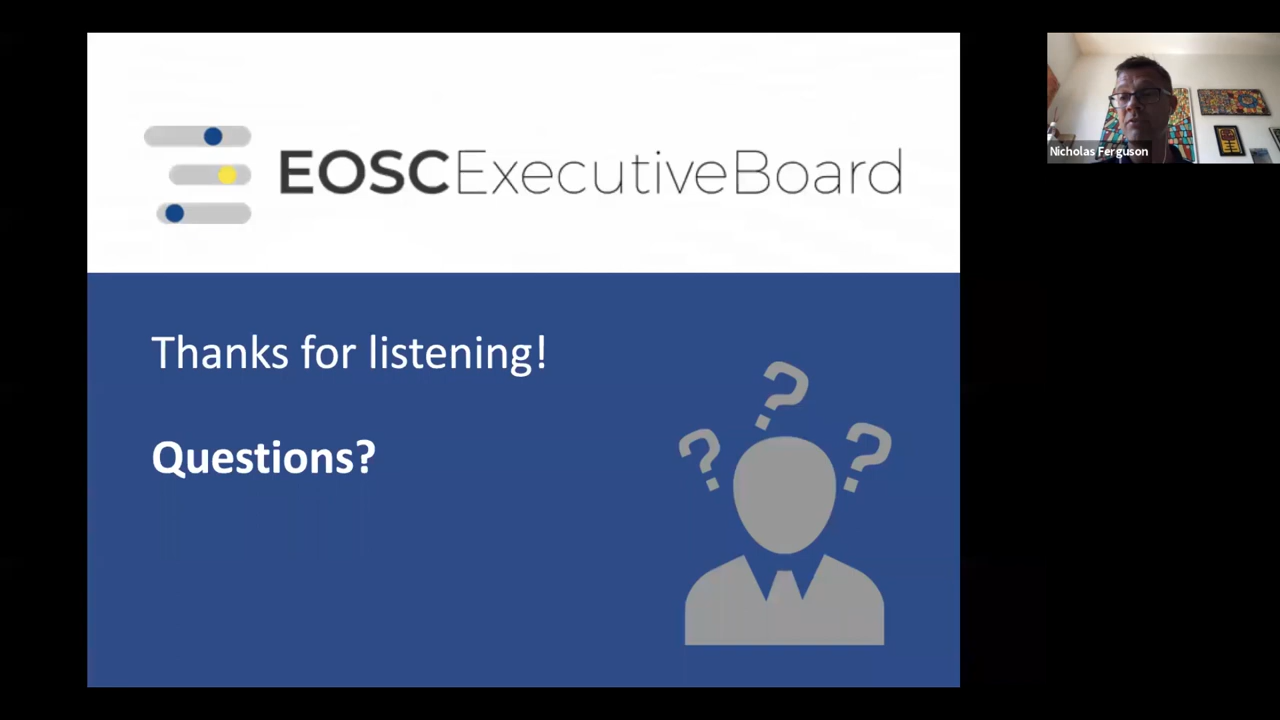 EOSCExecutiveBoard
Nicholas Ferguson
Thanks for listening!
Questions?